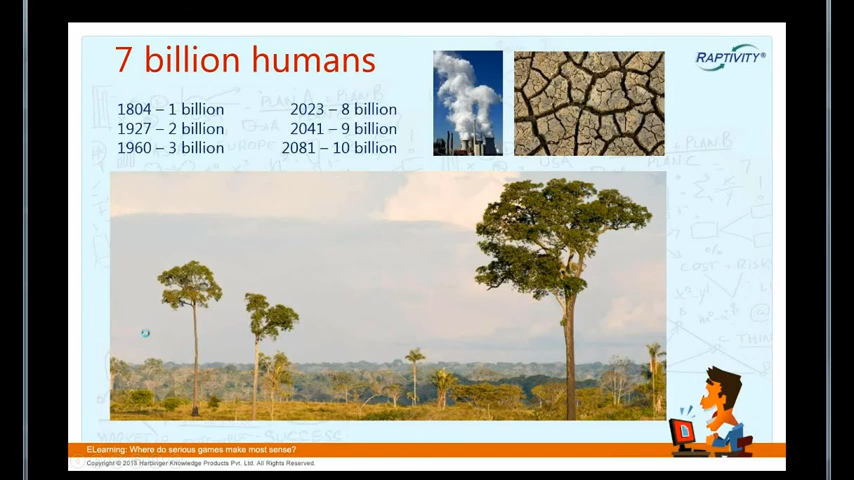 7 billion humans
RAPTIVITY®
1804 – 1 billion
2023 – 8 billion
1927 – 2 billion
2041 – 9 billion
1960 – 3 billion
2081 – 10 billion
PLAN B
PLAN C
ELearning: Where do serious games make most sense?
Copyright © 2013 Harbinger Knowledge Products Pvt. Ltd. All Rights Reserved.